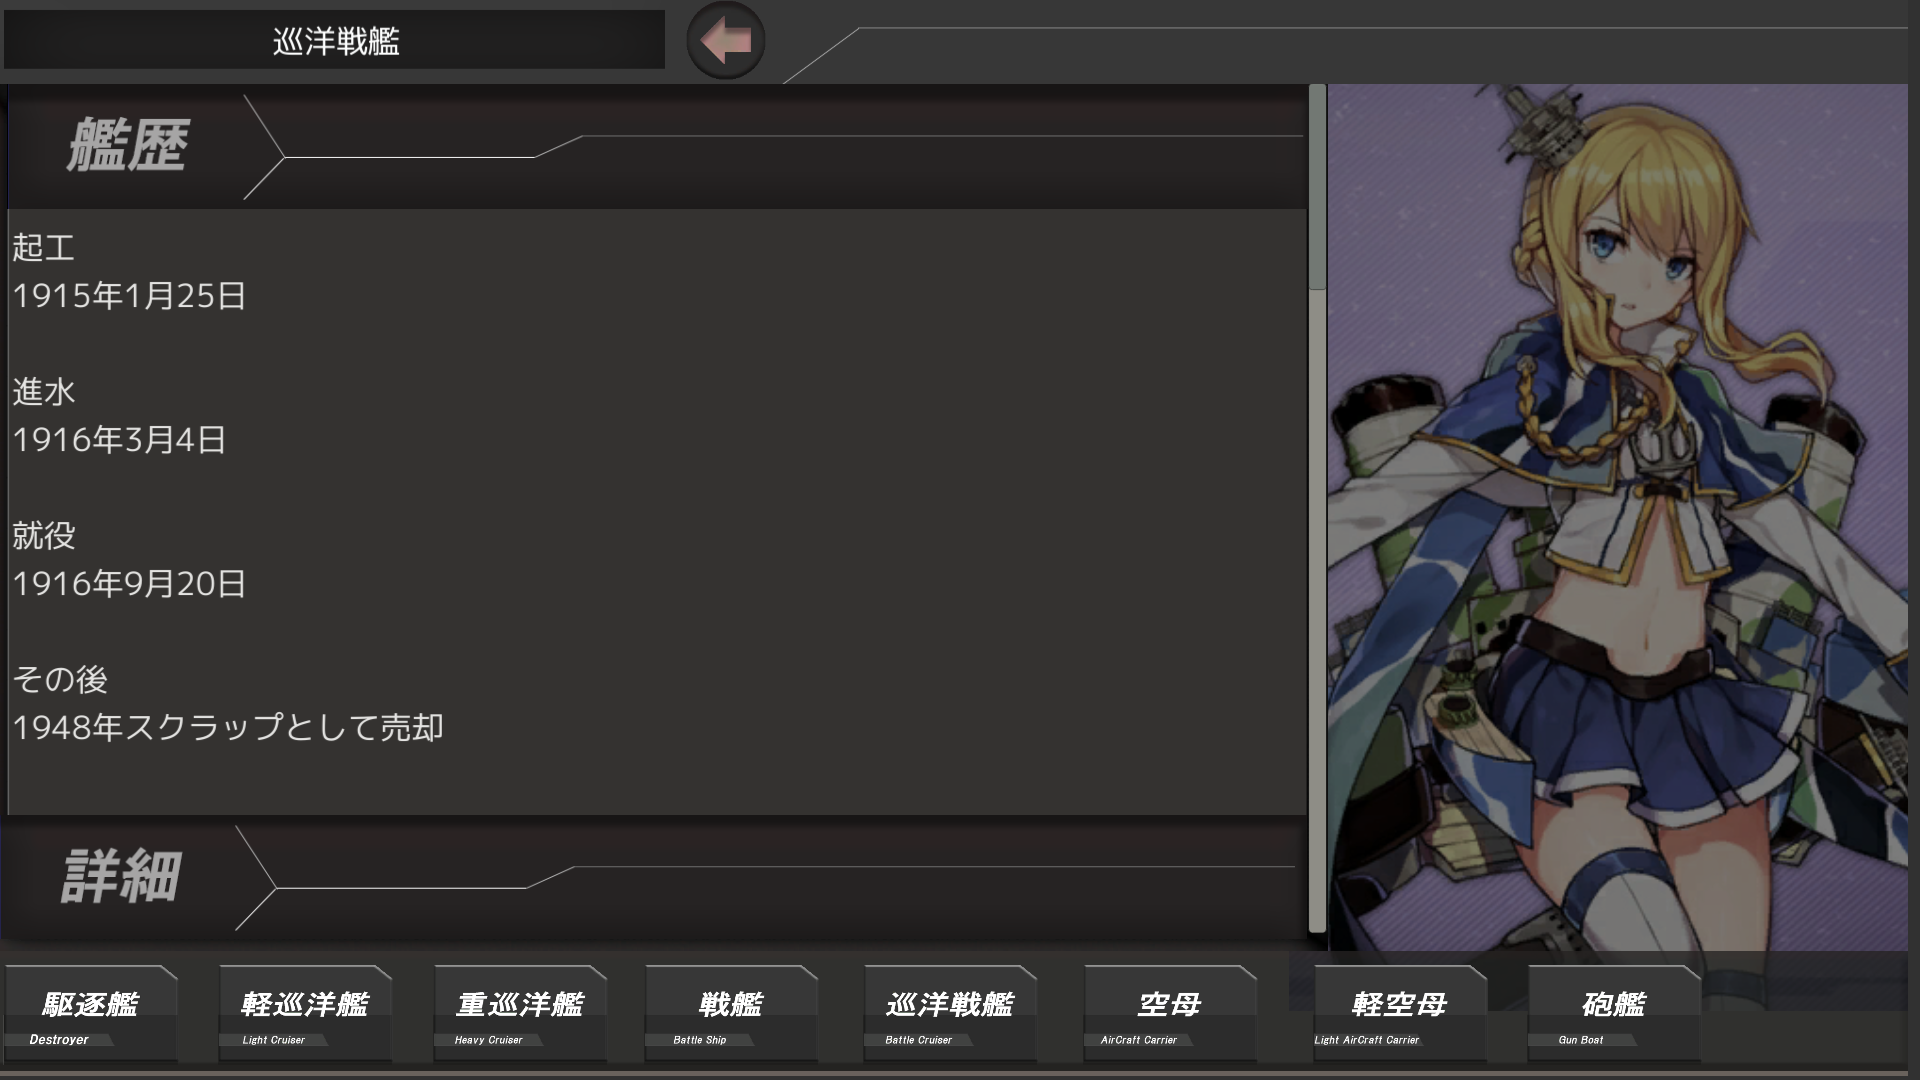 巡洋戦艦
艦歴
起工
1915年1月25日
進水
1916年3月4日
就役
1916年9月20日
その後
1948年スクラップとして売却
詳細
駆逐艦
Destroyer
軽巡洋艦
Light Cruiser
重巡洋艦
Heavy Cruiser
戦艦
Battle Ship
巡洋戦艦
Battle Cruiser
空母
AirCraft Carrier
軽空母
Light AirCraft Carrier
砲艦
Gun Boat